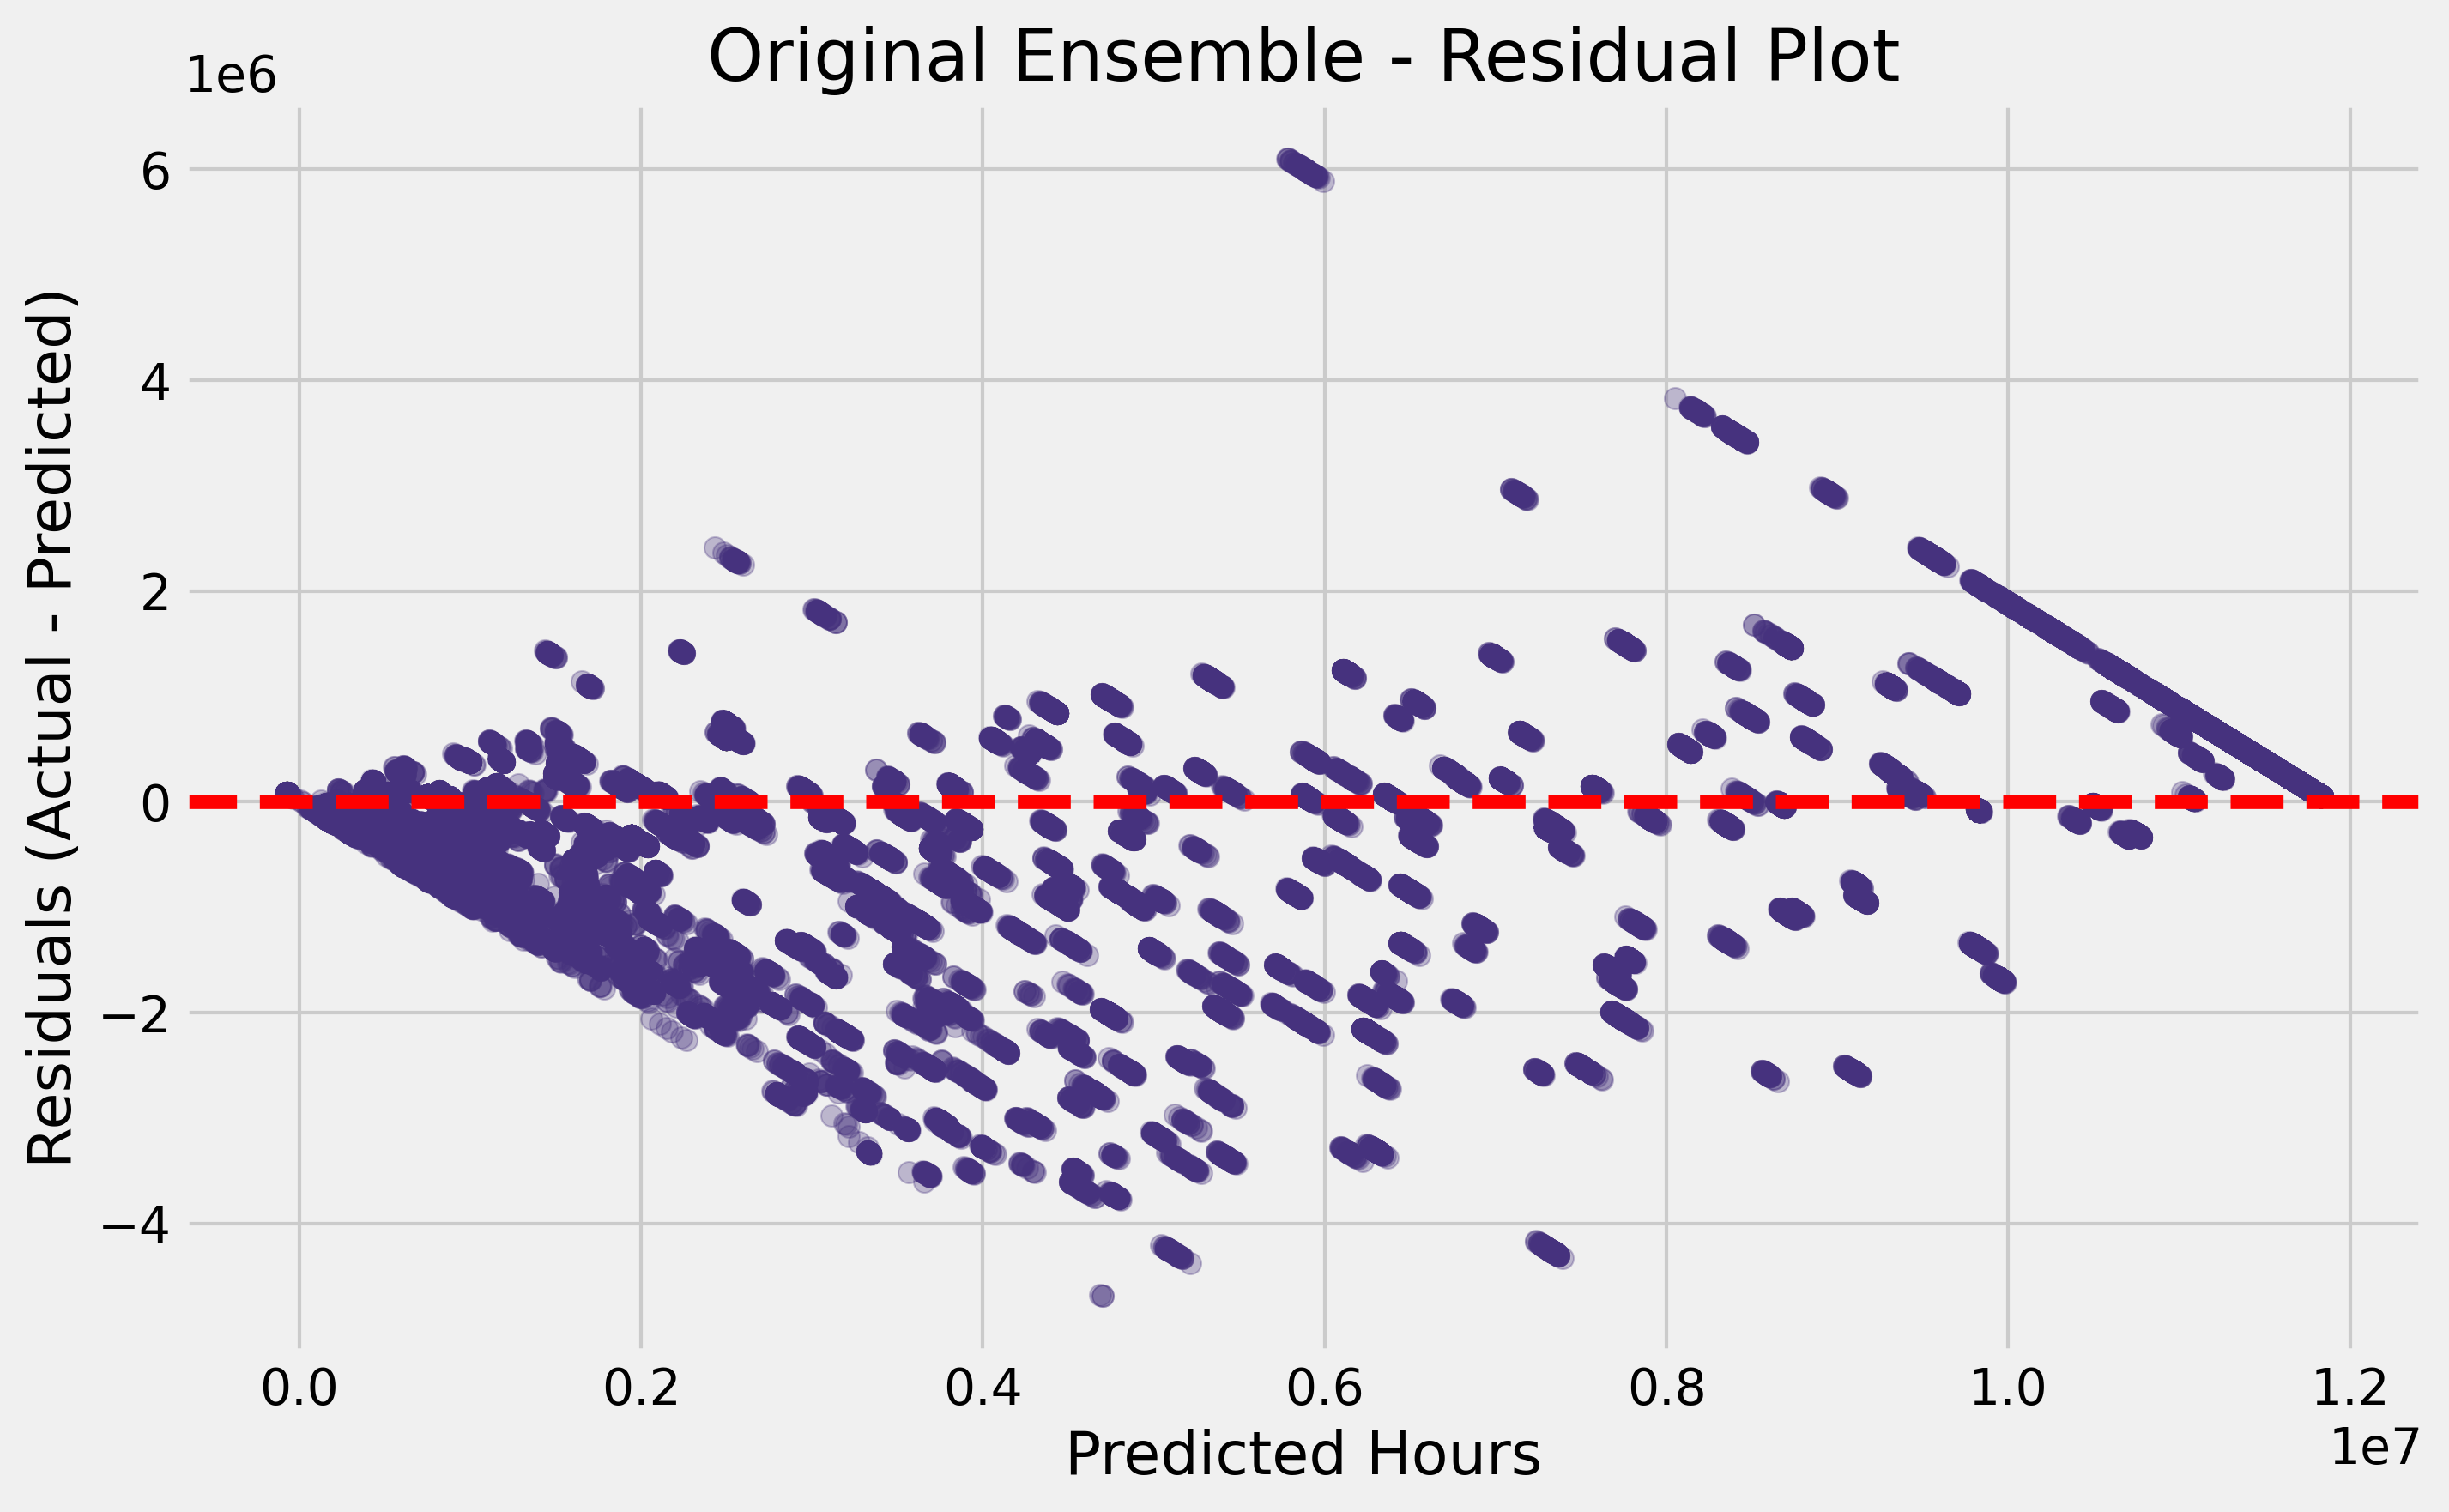 Original Ensemble - Residual Plot
1e6
Residuals (Actual - Predicted)
6
4
2
0
−2
−4
0.0 0.2 0.4 0.6 0.8 1.0 1.2
1e7
Predicted Hours